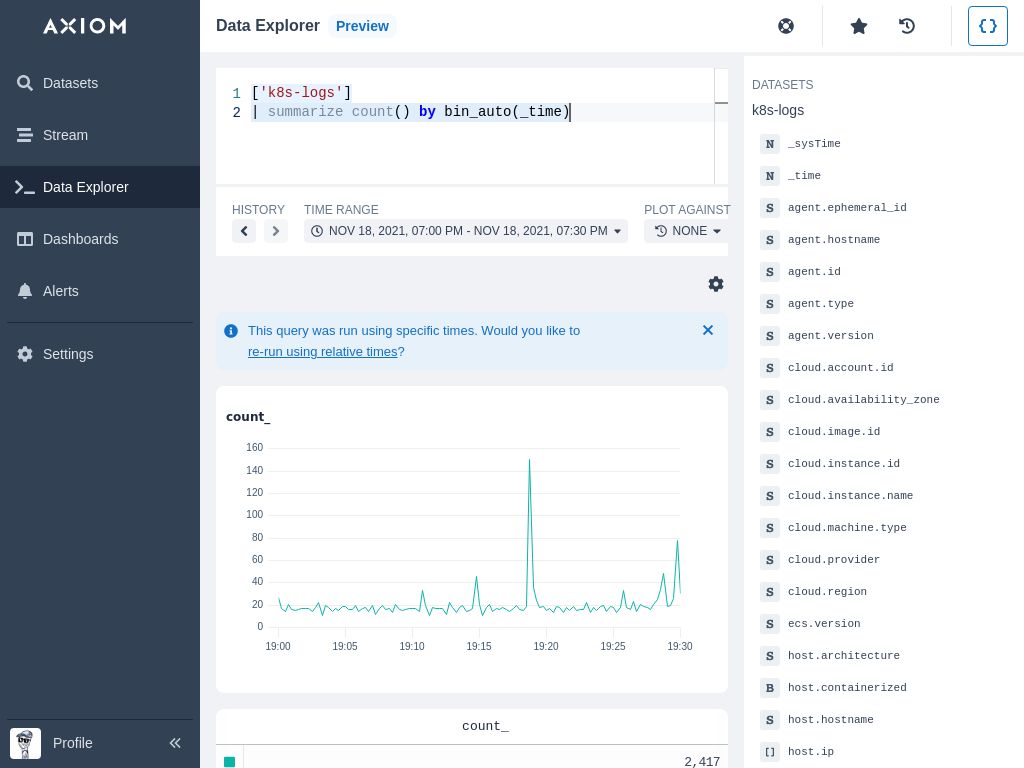 AXIOM
Datasets
Stream
Data Explorer
Dashboards
Alerts
Settings
Profile
Data Explorer Preview
1 ['k8s-logs']
2 | summarize count() by bin_auto(_time)
HISTORY
TIME RANGE
NOV 18, 2021, 07:00 PM - NOV 18, 2021, 07:30 PM
PLOT AGAINST
NONE
This query was run using specific times. Would you like to
re-run using relative times?
count_
160
140
120
100
80
60
40
20
0
19:00 19:05 19:10 19:15 19:20 19:25 19:30
count_
2,417
DATASETS
k8s-logs
N _sysTime
N _time
S agent.ephemeral_id
S agent.hostname
S agent.id
S agent.type
S agent.version
S cloud.account.id
S cloud.availability_zone
S cloud.image.id
S cloud.instance.id
S cloud.instance.name
S cloud.machine.type
S cloud.provider
S cloud.region
S ecs.version
S host.architecture
B host.containerized
S host.hostname
[] host.ip